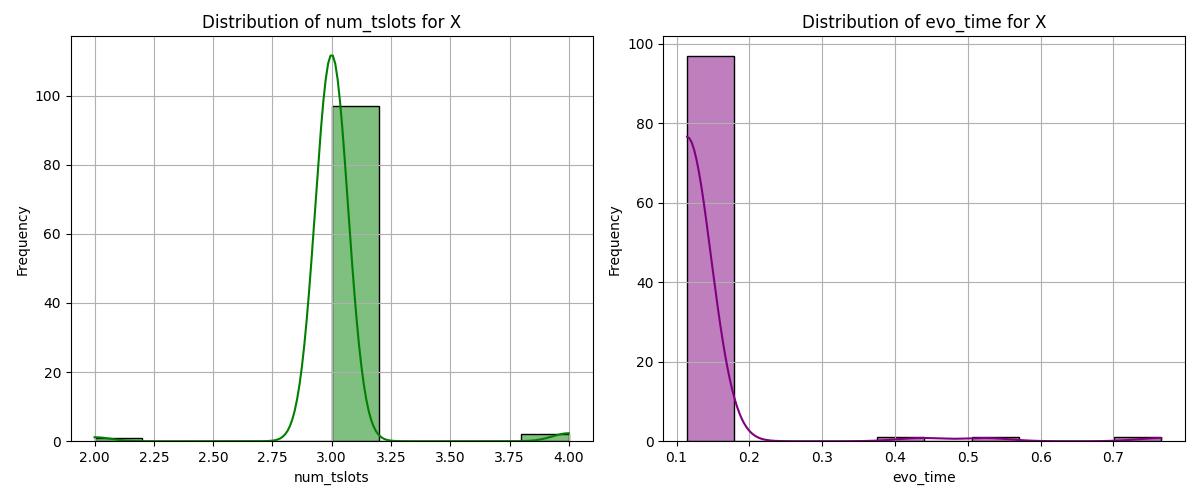 Distribution of num_tslots for X
Frequency
100
80
60
40
20
0
2.00 2.25 2.50 2.75 3.00 3.25 3.50 3.75 4.00
num_tslots
Distribution of evo_time for X
Frequency
100
80
60
40
20
0
0.1 0.2 0.3 0.4 0.5 0.6 0.7
evo_time